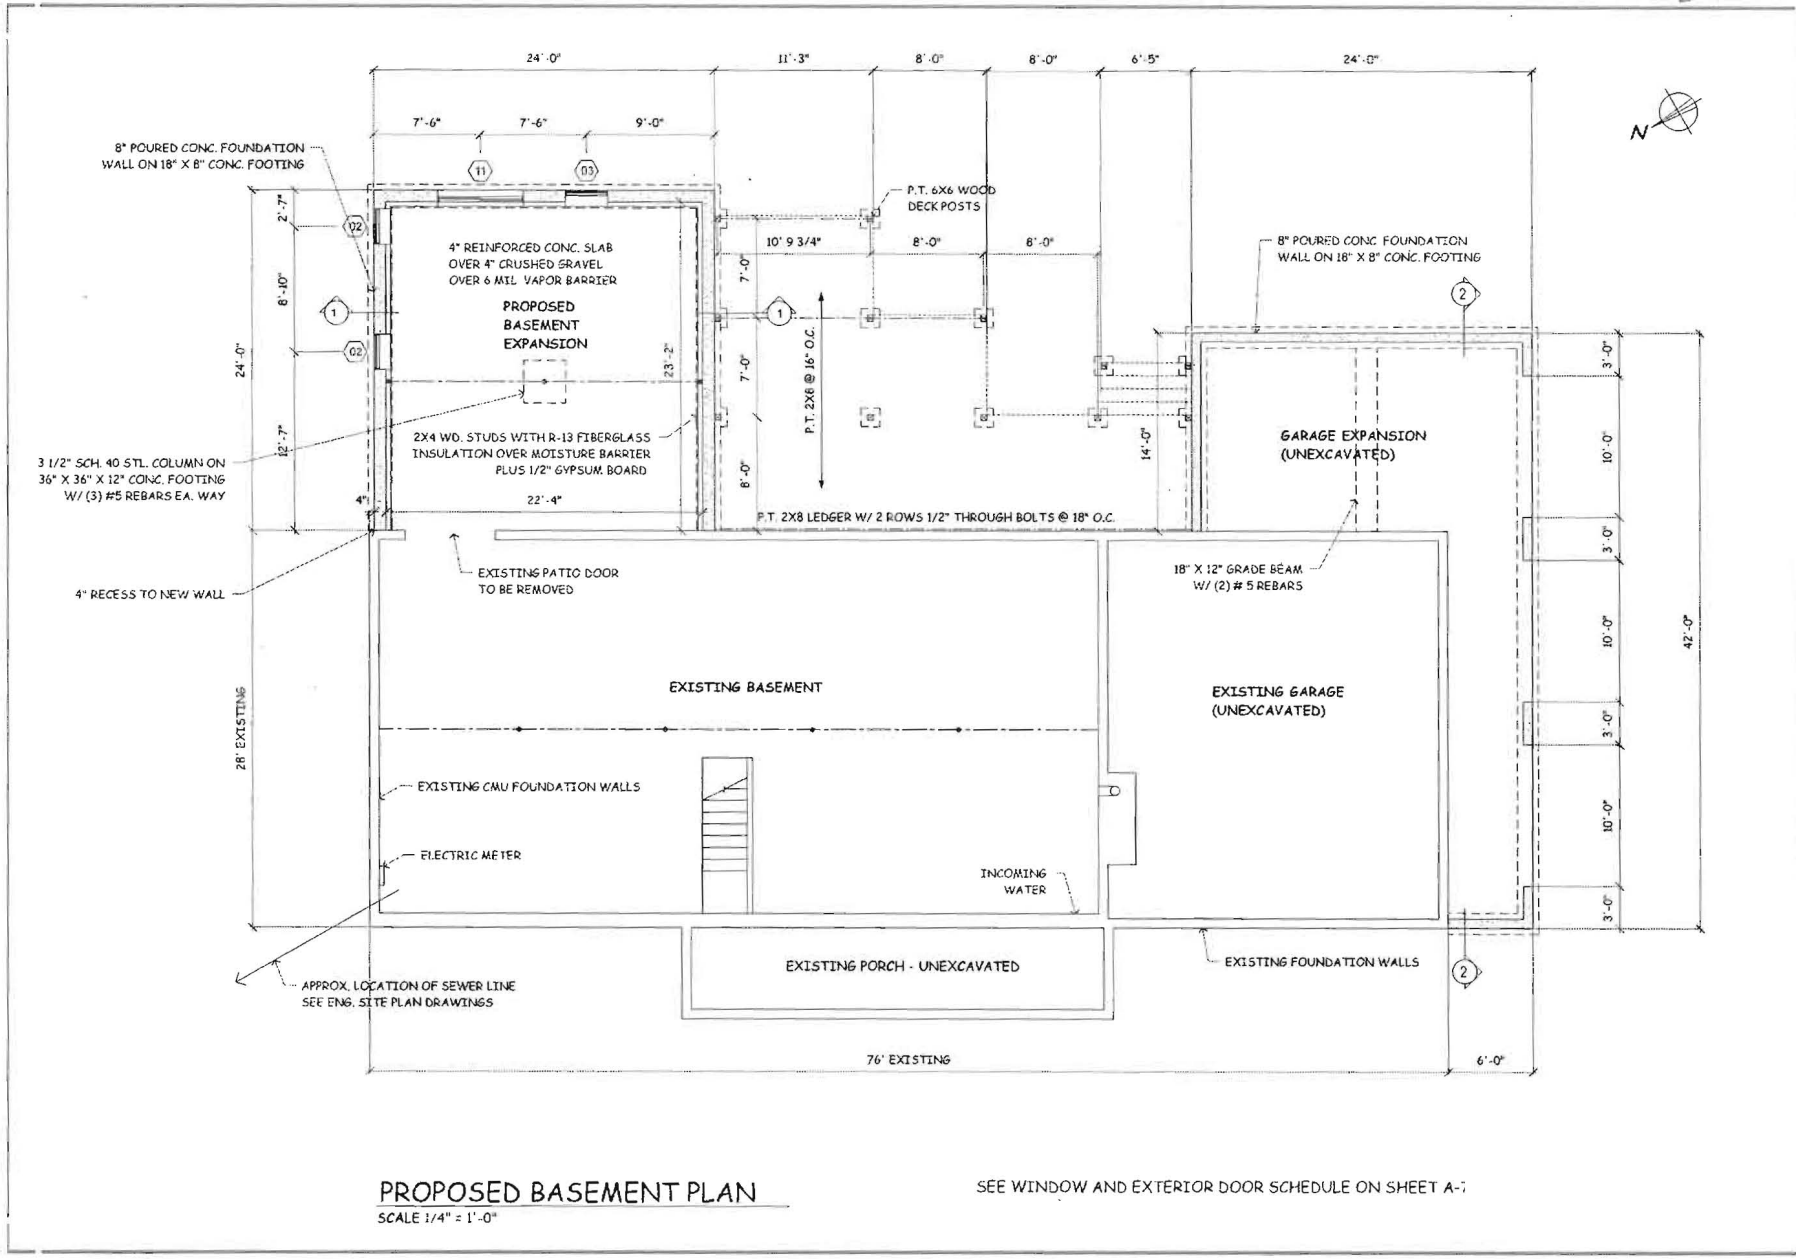 24'-0"
11'-3"
8'-0"
8'-0"
6'-5"
24'-0"
7'-6"
7'-6"
9'-0"
N
8" POURED CONC. FOUNDATION
WALL ON 18" X 8" CONC. FOOTING
11
03
P.T. 6X6 WOOD
DECK POSTS
2'-7"
02
4" REINFORCED CONC. SLAB
OVER 4" CRUSHED GRAVEL
OVER 6 MIL VAPOR BARRIER
10' 9 3/4"
8'-0"
8'-0"
8" POURED CONC FOUNDATION
WALL ON 18" X 8" CONC. FOOTING
8'-10"
7'-0"
2
1
PROPOSED
BASEMENT
EXPANSION
1
02
24'-0"
23'-2"
7'-0"
P.T. 2X8 @ 16" O.C.
3'-0"
12'-7"
2X4 WD. STUDS WITH R-13 FIBERGLASS
INSULATION OVER MOISTURE BARRIER
PLUS 1/2" GYPSUM BOARD
14'-0"
GARAGE EXPANSION
(UNEXCAVATED)
10'-0"
3 1/2" SCH. 40 STL. COLUMN ON
36" X 36" X 12" CONC. FOOTING
W/ (3) #5 REBARS EA. WAY
8'-0"
4"
22'-4"
P.T. 2X8 LEDGER W/ 2 ROWS 1/2" THROUGH BOLTS @ 18" O.C.
3'-0"
EXISTING PATIO DOOR
TO BE REMOVED
18" X 12" GRADE BEAM
W/ (2) # 5 REBARS
4" RECESS TO NEW WALL
10'-0"
42'-0"
EXISTING BASEMENT
EXISTING GARAGE
(UNEXCAVATED)
28' EXISTING
3'-0"
EXISTING CMU FOUNDATION WALLS
10'-0"
ELECTRIC METER
INCOMING
WATER
3'-0"
EXISTING PORCH - UNEXCAVATED
EXISTING FOUNDATION WALLS
2
APPROX. LOCATION OF SEWER LINE
SEE ENG. SITE PLAN DRAWINGS
76' EXISTING
6'-0"
PROPOSED BASEMENT PLAN
SEE WINDOW AND EXTERIOR DOOR SCHEDULE ON SHEET A-7
SCALE 1/4" = 1'-0"